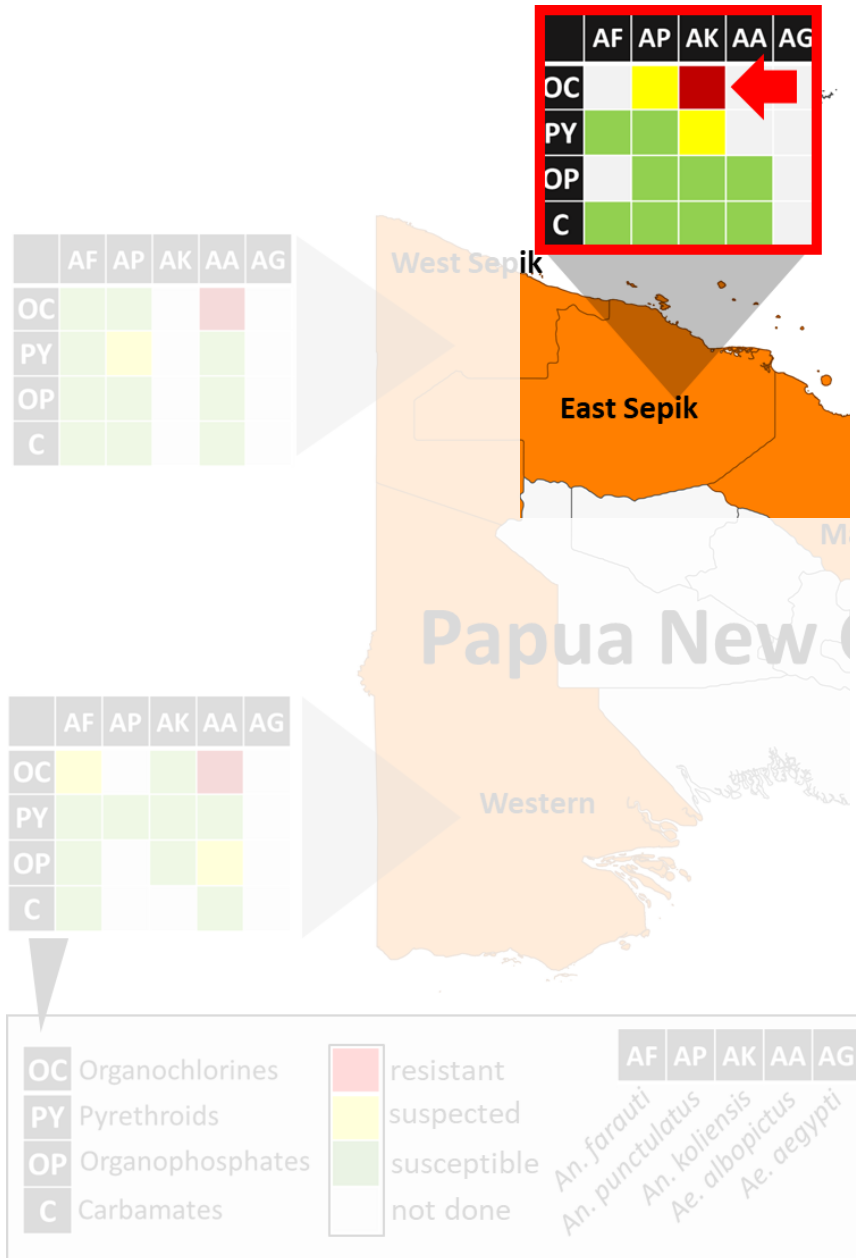 AF AP AK AA AG
OC
PY
OP
C
West Sepik
AF AP AK AA AG
OC
PY
OP
C
East Sepik
Ma
Papua New
AF AP AK AA AG
OC
PY
OP
C
Western
OC Organochlorines
PY Pyrethroids
OP Organophosphates
C Carbamates
resistant
suspected
susceptible
not done
AF AP AK AA AG
An. farauti
An. punctulatus
An. koliensis
Ae. albopictus
Ae. aegypti